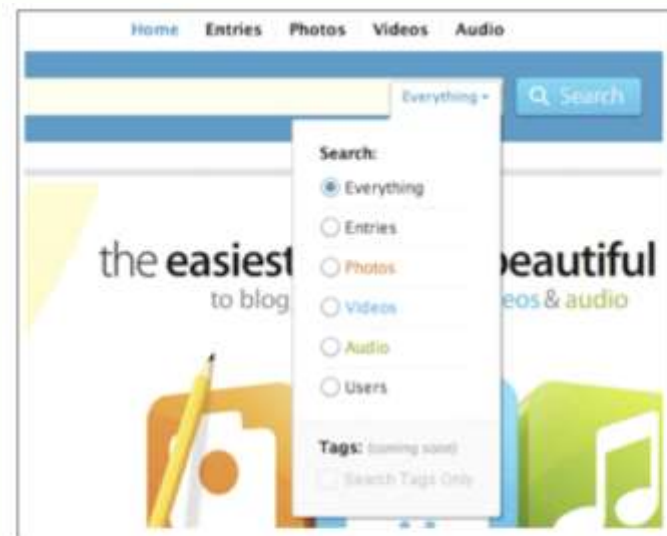 Home Entries Photos Videos Audio
Everything
Search
Search:
Everything
Entries
Photos
Videos
Audio
Users
Tags: (coming soon)
Search Tags Only
the easiest beautiful
to blog eos & audio